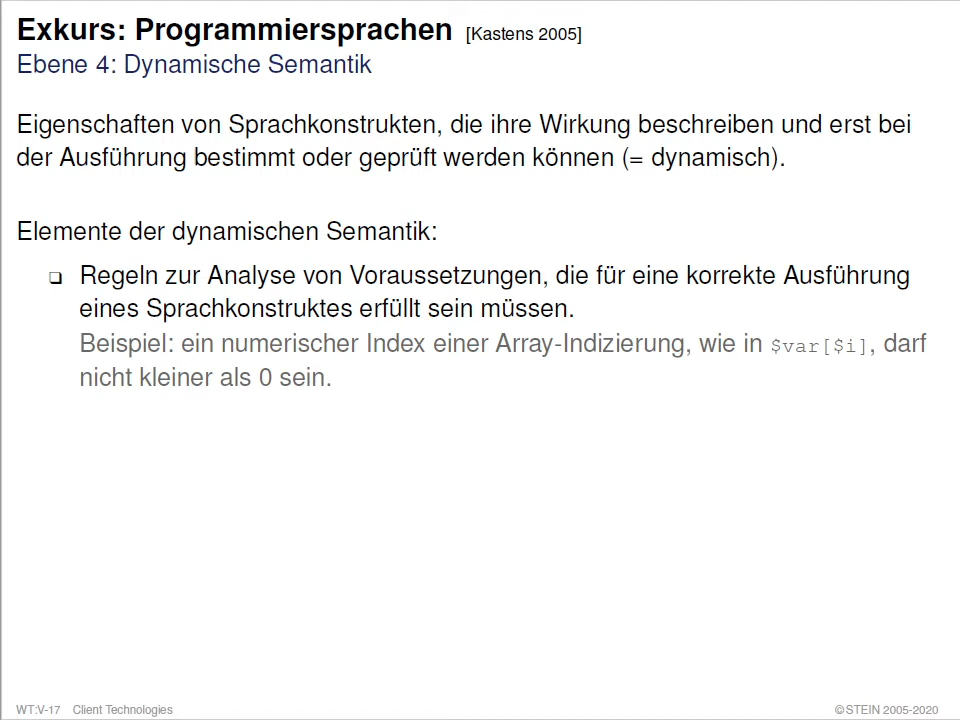 Exkurs: Programmiersprachen [Kastens 2005]
Ebene 4: Dynamische Semantik
Eigenschaften von Sprachkonstrukten, die ihre Wirkung beschreiben und erst bei
der Ausführung bestimmt oder geprüft werden können (= dynamisch).
Elemente der dynamischen Semantik:
❑ Regeln zur Analyse von Voraussetzungen, die für eine korrekte Ausführung
eines Sprachkonstruktes erfüllt sein müssen.
Beispiel: ein numerischer Index einer Array-Indizierung, wie in $var[$i], darf
nicht kleiner als 0 sein.
WT:V-17 Client Technologies ©STEIN 2005-2020